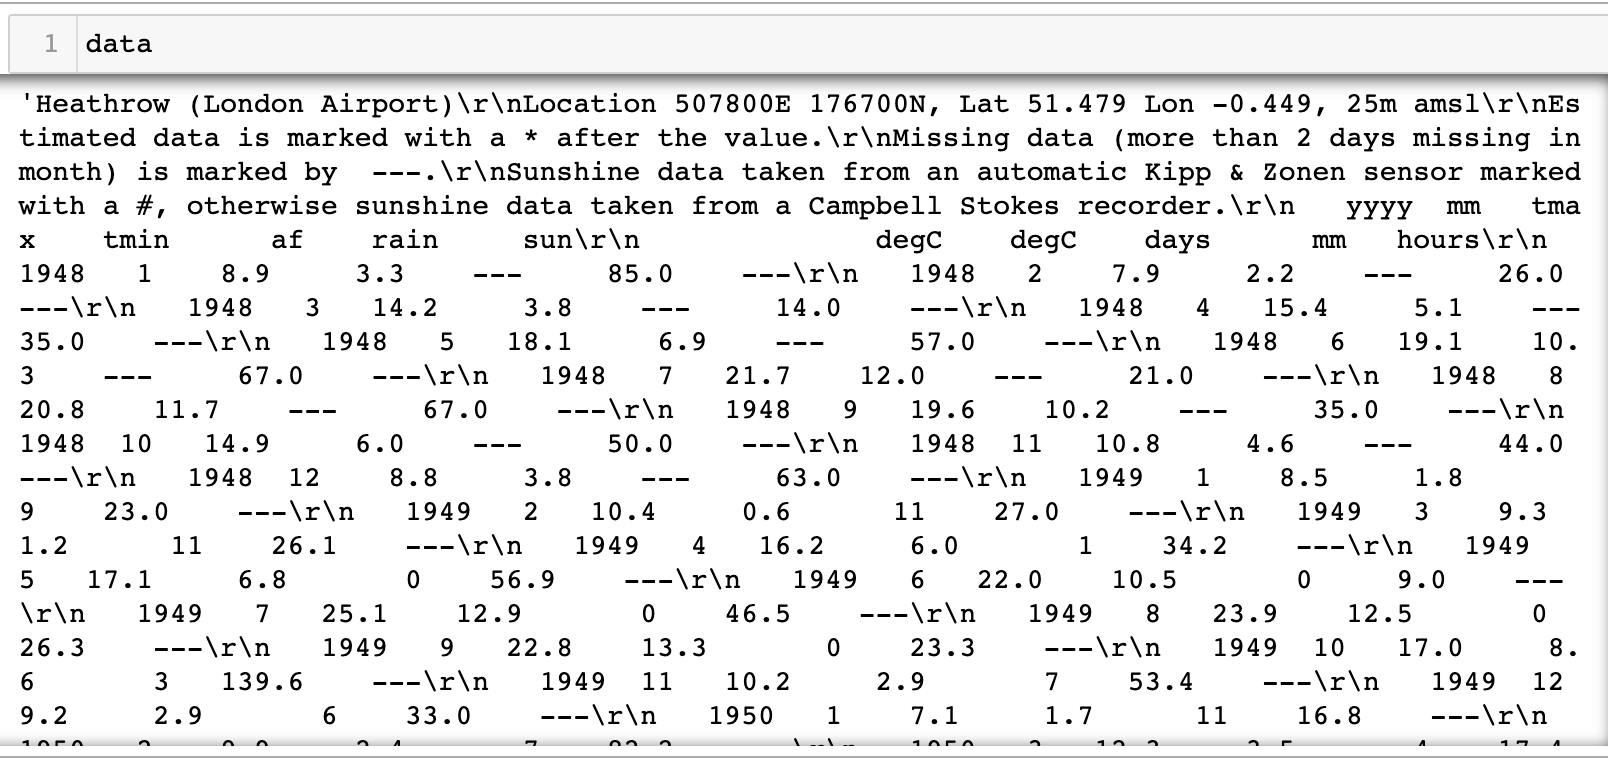 1 data
'Heathrow (London Airport)\r\nLocation 507800E 176700N, Lat 51.479 Lon -0.449, 25m amsl\r\nEs
timated data is marked with a * after the value.\r\nMissing data (more than 2 days missing in
month) is marked by  ---.\r\nSunshine data taken from an automatic Kipp & Zonen sensor marked
with a #, otherwise sunshine data taken from a Campbell Stokes recorder.\r\n   yyyy  mm   tma
x    tmin      af    rain     sun\r\n              degC    degC    days      mm   hours\r\n
1948   1    8.9     3.3    ---     85.0    ---\r\n   1948   2    7.9     2.2    ---     26.0
---\r\n   1948   3   14.2     3.8    ---     14.0    ---\r\n   1948   4   15.4     5.1    ---
35.0    ---\r\n   1948   5   18.1     6.9    ---     57.0    ---\r\n   1948   6   19.1    10.
3    ---     67.0    ---\r\n   1948   7   21.7    12.0    ---     21.0    ---\r\n   1948   8
20.8    11.7    ---     67.0    ---\r\n   1948   9   19.6    10.2    ---     35.0    ---\r\n
1948  10   14.9     6.0    ---     50.0    ---\r\n   1948  11   10.8     4.6    ---     44.0
---\r\n   1948  12    8.8     3.8    ---     63.0    ---\r\n   1949   1    8.5     1.8
9    23.0    ---\r\n   1949   2   10.4     0.6      11    27.0    ---\r\n   1949   3    9.3
1.2      11    26.1    ---\r\n   1949   4   16.2     6.0       1    34.2    ---\r\n   1949
5   17.1     6.8       0    56.9    ---\r\n   1949   6   22.0    10.5       0     9.0    ---
\r\n   1949   7   25.1    12.9       0    46.5    ---\r\n   1949   8   23.9    12.5       0
26.3    ---\r\n   1949   9   22.8    13.3       0    23.3    ---\r\n   1949  10   17.0     8.
6       3   139.6    ---\r\n   1949  11   10.2     2.9       7    53.4    ---\r\n   1949  12
9.2     2.9       6    33.0    ---\r\n   1950   1    7.1     1.7      11    16.8    ---\r\n